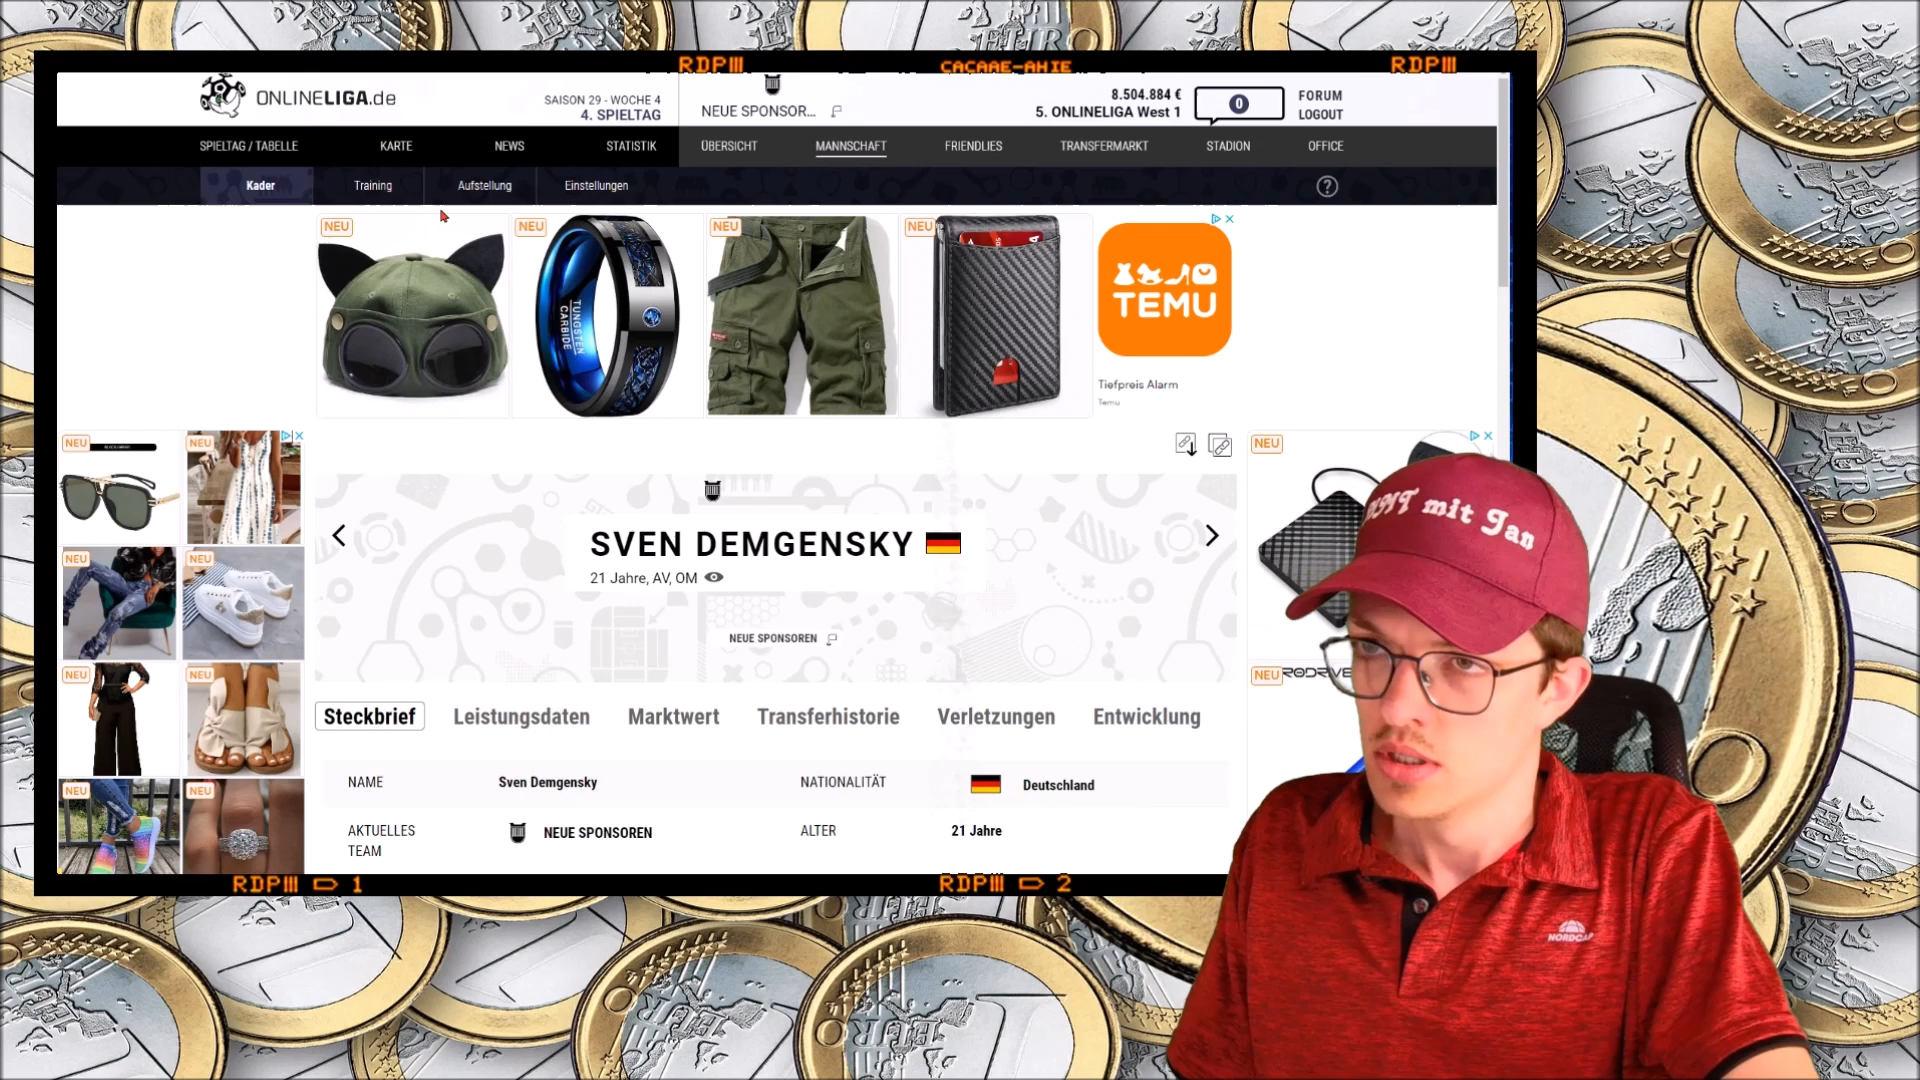 RDPIII
RDPIII
ONLINELIGA.de
SAISON 29 - WOCHE 4
4. SPIELTAG
NEUE SPONSOR...
8.504.884 €
5. ONLINELIGA West 1
0
FORUM
LOGOUT
SPIELTAG / TABELLE
KARTE
NEWS
STATISTIK
ÜBERSICHT
MANNSCHAFT
FRIENDLIES
TRANSFERMARKT
STADION
OFFICE
Kader
Training
Aufstellung
Einstellungen
?
NEU
NEU
NEU
NEU
TUNGSTEN
CARBIDE
TEMU
Tiefpreis Alarm
Temu
NEU
NEU
NEU
SVEN DEMGENSKY
21 Jahre, AV, OM
NEUE SPONSOREN
NEU
NEU
NEU
NEU
NEU
NEU
NEU
mit Jan
Steckbrief
Leistungsdaten
Marktwert
Transferhistorie
Verletzungen
Entwicklung
NAME
Sven Demgensky
NATIONALITÄT
Deutschland
AKTUELLES
TEAM
NEUE SPONSOREN
ALTER
21 Jahre
NORDCAP
RDPIII 1
RDPIII 2